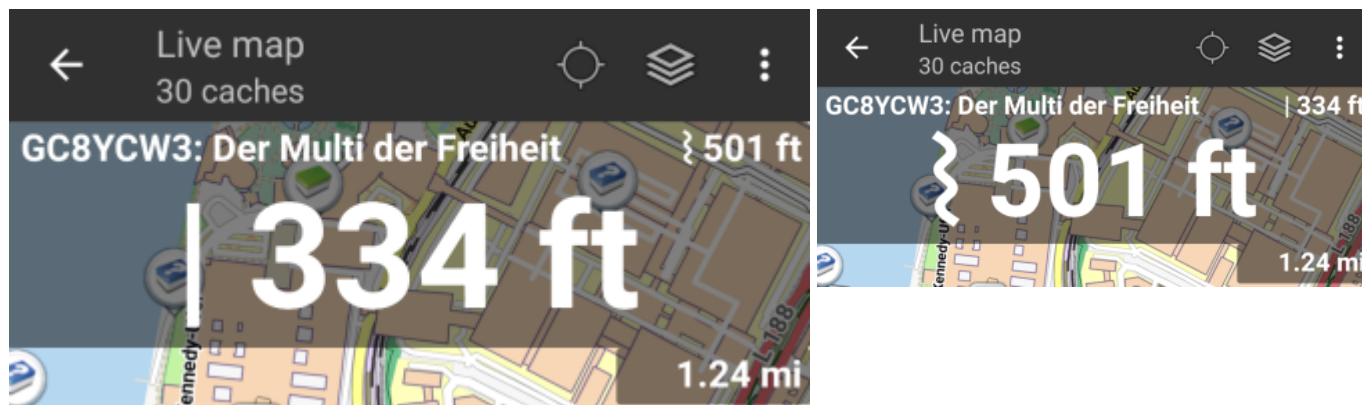 Live map
30 caches
GC8YCW3: Der Multi der Freiheit
501 ft
| 334 ft
1.24 mi
L 188
Live map
30 caches
GC8YCW3: Der Multi der Freiheit
| 334 ft
501 ft
1.24 mi